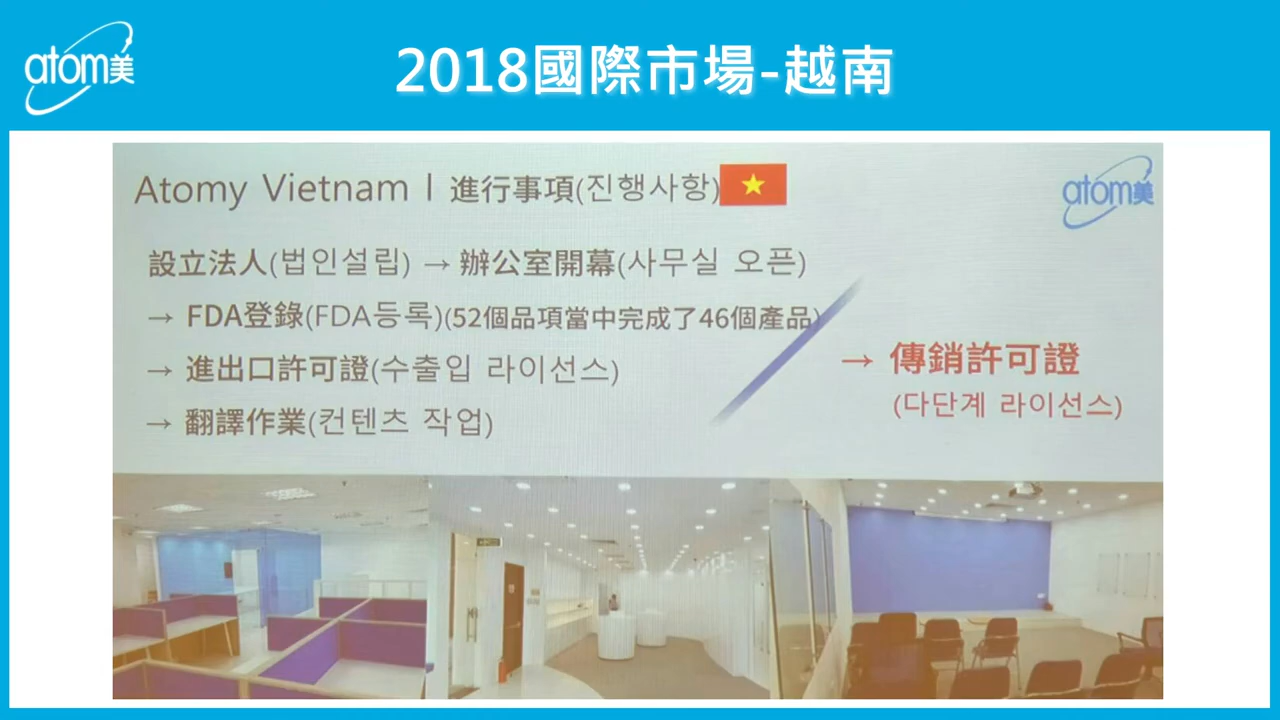 atom美
2018國際市場-越南
Atomy Vietnam l 進行事項(진행사항)
atom美
設立法人(법인설립) → 辦公室開幕(사무실 오픈)
→ FDA登錄(FDA등록)(52個品項當中完成了46個產品)
→ 進出口許可證(수출입 라이선스)
→ 翻譯作業(컨텐츠 작업)
→ 傳銷許可證
(다단계 라이선스)